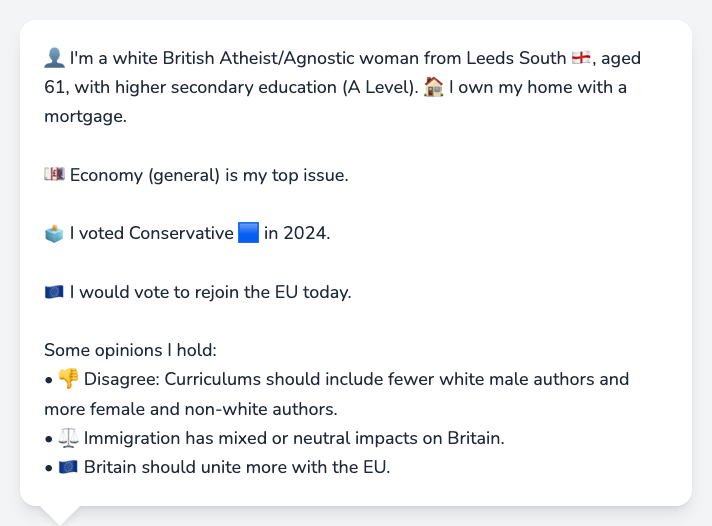 👤 I'm a white British Atheist/Agnostic woman from Leeds South 🏴󠁧󠁢󠁥󠁮󠁧󠁿, aged
61, with higher secondary education (A Level). 🏠 I own my home with a
mortgage.
💷 Economy (general) is my top issue.
🗳️ I voted Conservative 🟦 in 2024.
🇪🇺 I would vote to rejoin the EU today.
Some opinions I hold:
• 👎 Disagree: Curriculums should include fewer white male authors and
more female and non-white authors.
• ⚖️ Immigration has mixed or neutral impacts on Britain.
• 🇪🇺 Britain should unite more with the EU.